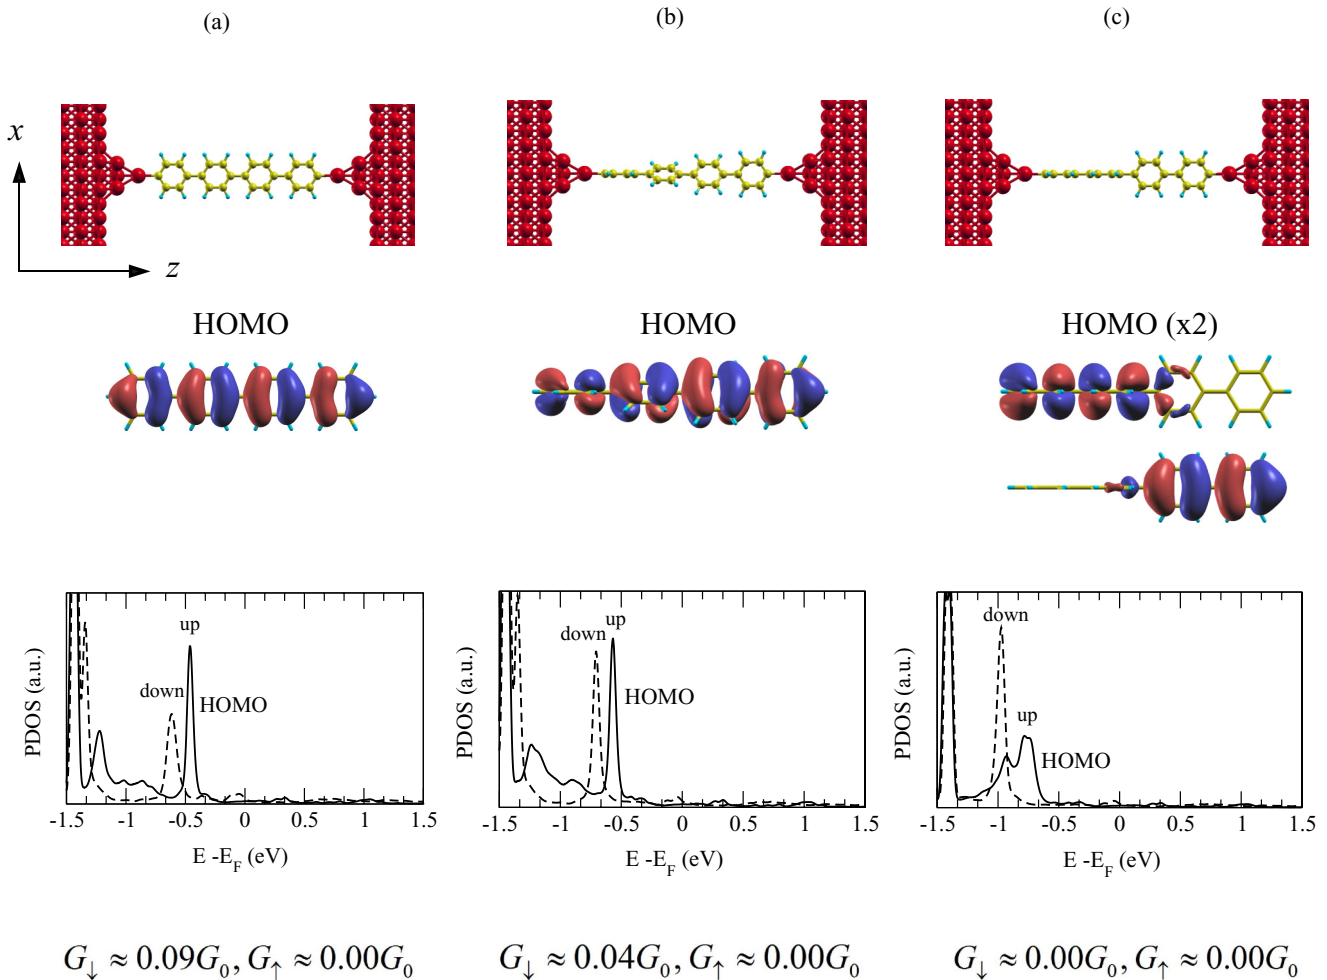 (a)
(b)
(c)
x
z
HOMO
HOMO
HOMO (x2)
PDOS (a.u.)
up
down
HOMO
-1.5 -1 -0.5 0 0.5 1 1.5
E -E_F (eV)
PDOS (a.u.)
down
up
HOMO
-1.5 -1 -0.5 0 0.5 1 1.5
E -E_F (eV)
PDOS (a.u.)
down
up
HOMO
-1.5 -1 -0.5 0 0.5 1 1.5
E -E_F (eV)
G↓ ≈ 0.09G₀, G↑ ≈ 0.00G₀
G↓ ≈ 0.04G₀, G↑ ≈ 0.00G₀
G↓ ≈ 0.00G₀, G↑ ≈ 0.00G₀